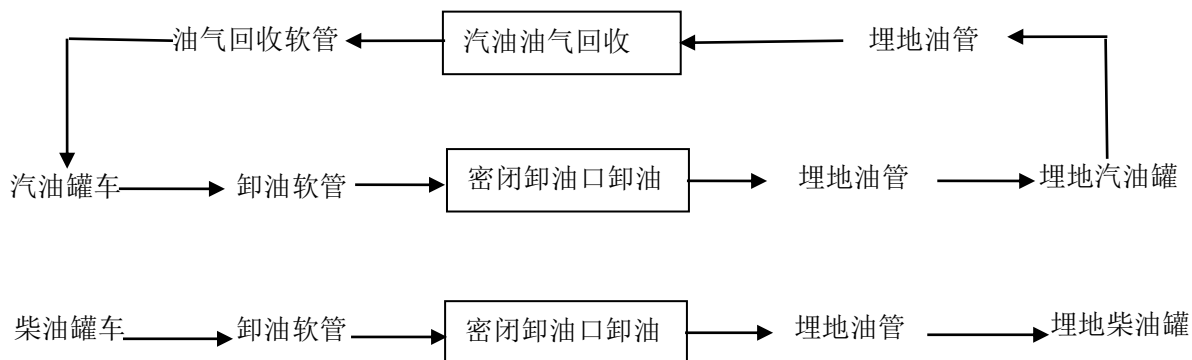 油气回收软管 汽油油气回收 埋地油管
汽油罐车 卸油软管 密闭卸油口卸油 埋地油管 埋地汽油罐
柴油罐车 卸油软管 密闭卸油口卸油 埋地油管 埋地柴油罐